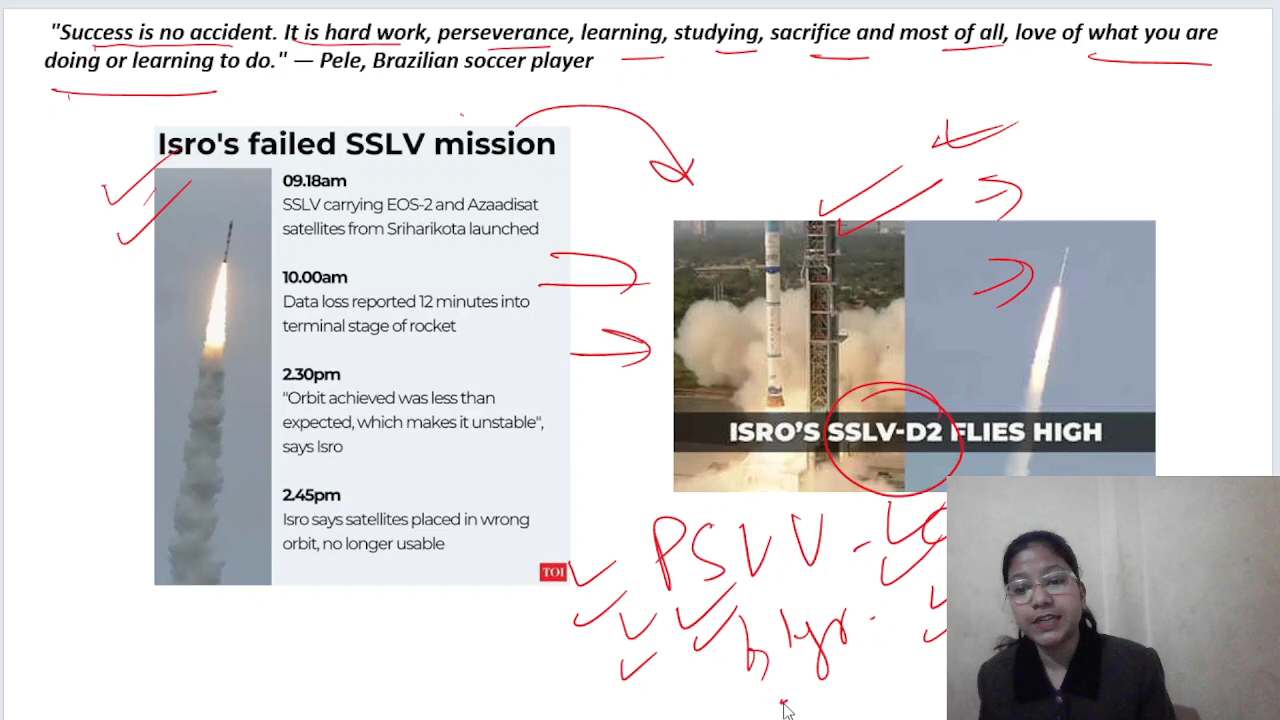 "Success is no accident. It is hard work, perseverance, learning, studying, sacrifice and most of all, love of what you are
doing or learning to do." — Pele, Brazilian soccer player
Isro's failed SSLV mission
09.18am
SSLV carrying EOS-2 and Azaadisat
satellites from Sriharikota launched
10.00am
Data loss reported 12 minutes into
terminal stage of rocket
2.30pm
"Orbit achieved was less than
expected, which makes it unstable",
says Isro
2.45pm
Isro says satellites placed in wrong
orbit, no longer usable
TOI
ISRO'S SSLV-D2 FLIES HIGH
PSLV